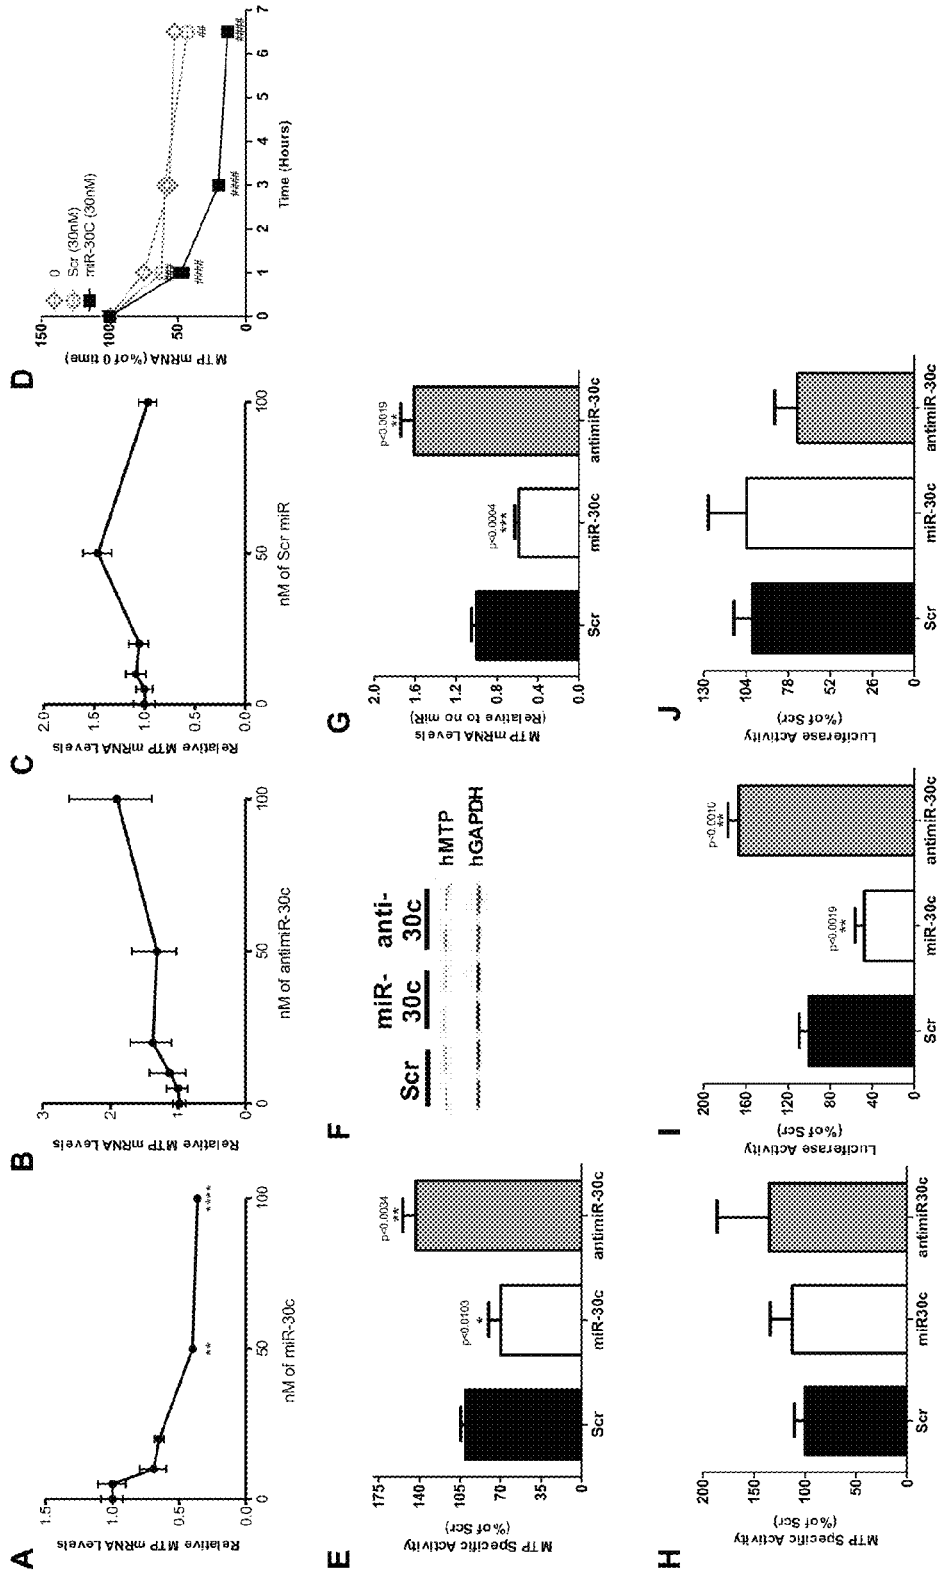 A
Relative MTP mRNA Levels
1.5
1.0
0.5
0.0
0
50
100
**
****
nM of miR-30c
B
Relative MTP mRNA Levels
3
2
1
0
0
50
100
nM of antimiR-30c
C
Relative MTP mRNA Levels
2.0
1.5
1.0
0.5
0.0
0
50
100
nM of Scr miR
D
MTP mRNA (% of 0 time)
150
100
50
0
0
Scr (30nM)
miR-30C (30nM)
####
####
##
####
0
1
2
3
4
5
6
7
Time (Hours)
E
MTP Specific Activity
(% of Scr)
175
140
105
70
35
0
p<0.0103
*
p<0.0034
**
Scr
miR-30c
antimiR-30c
F
Scr
miR-
30c
anti-
30c
hMTP
hGAPDH
G
MTP mRNA Levels
(Relative to no miR)
2.0
1.6
1.2
0.8
0.4
0.0
p<0.0004
***
p<0.0019
**
Scr
miR-30c
antimiR-30c
H
MTP Specific Activity
(% of Scr)
200
150
100
50
0
Scr
miR30c
antimiR30c
I
Luciferase Activity
(% of Scr)
200
160
120
80
40
0
p<0.0019
**
p<0.0010
**
Scr
miR-30c
antimiR-30c
J
Luciferase Activity
(% of Scr)
130
104
78
52
26
0
Scr
miR-30c
antimiR-30c